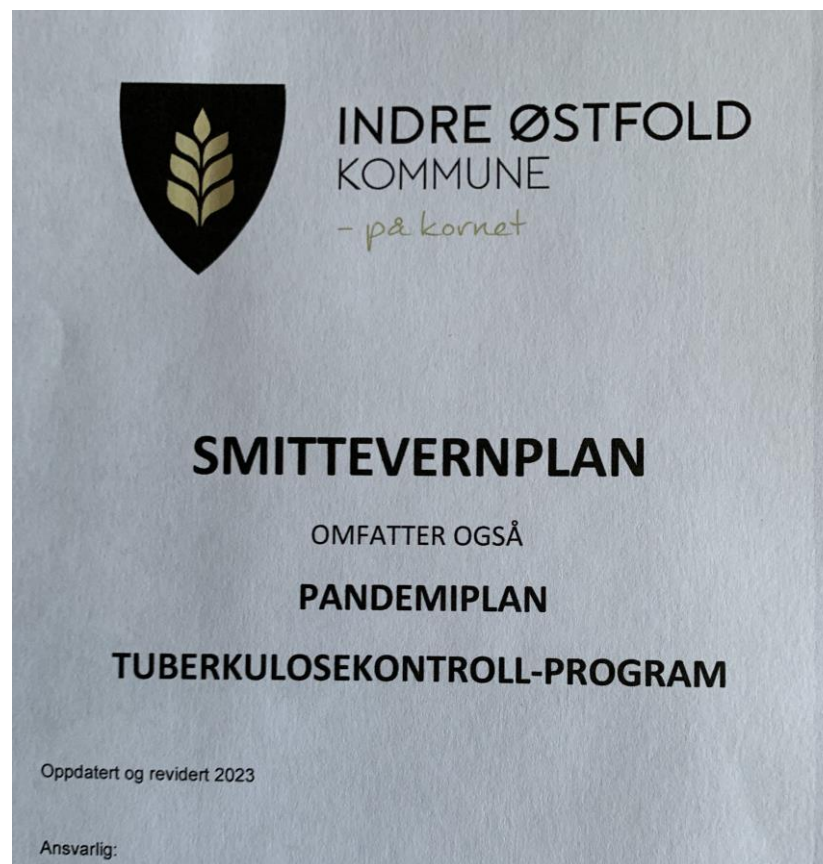 INDRE ØSTFOLD
KOMMUNE
- på kornet
SMITTEVERNPLAN
OMFATTER OGSÅ
PANDEMIPLAN
TUBERKULOSEKONTROLL-PROGRAM
Oppdatert og revidert 2023
Ansvarlig: